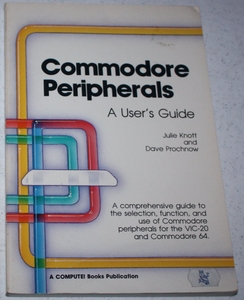 Commodore
Peripherals
A User's Guide
Julie Knott
and
Dave Prochnow
A comprehensive guide to
the selection, function, and
use of Commodore
peripherals for the VIC-20
and Commodore 64.
A COMPUTE! Books Publication